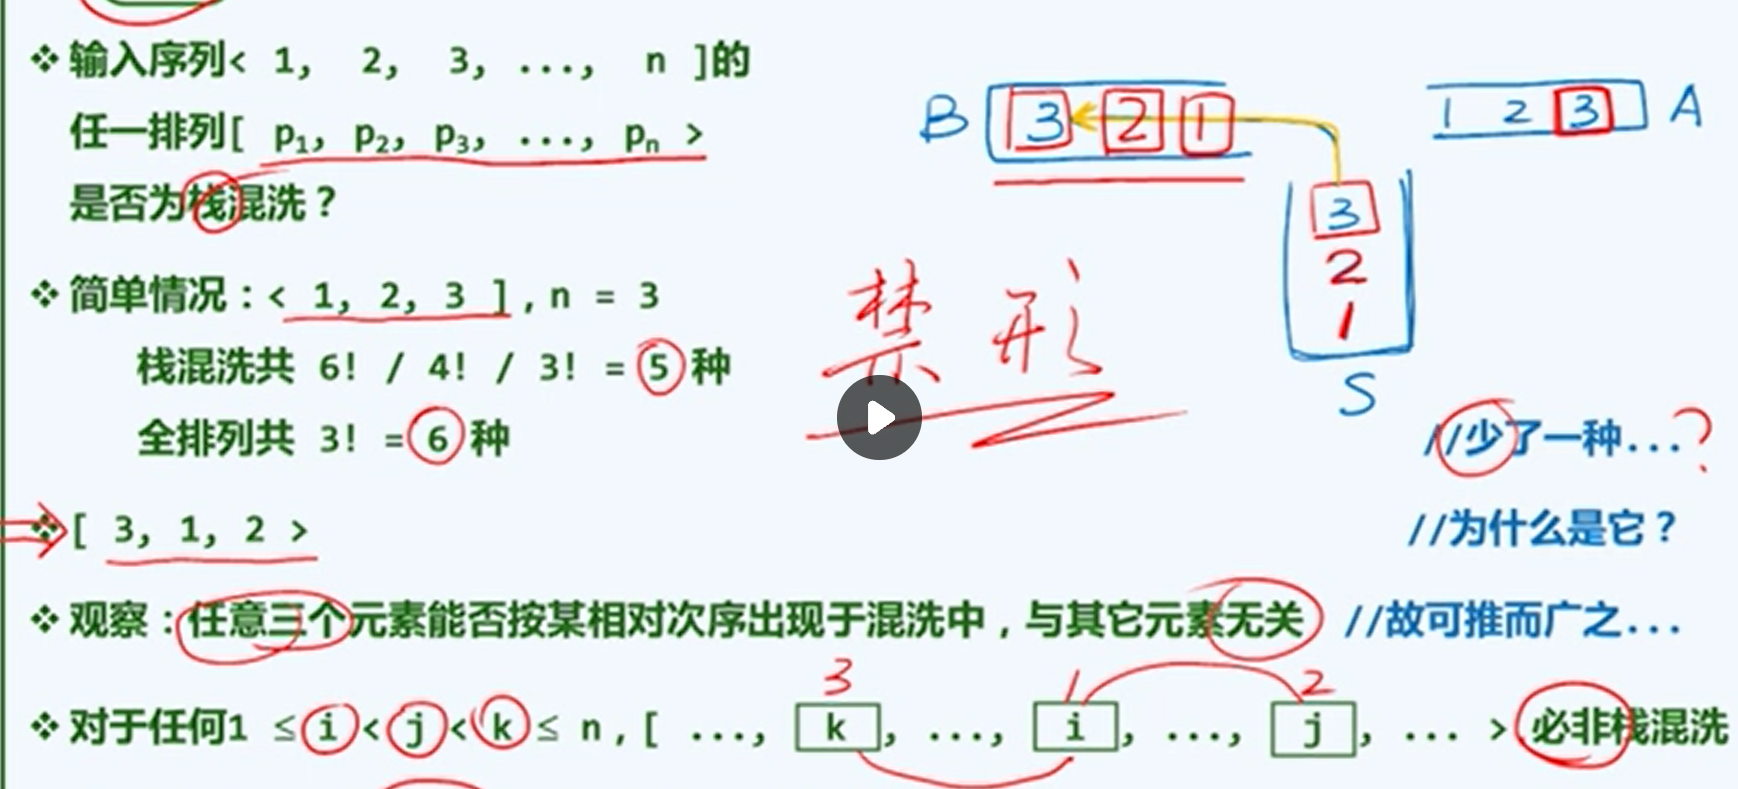 ❖ 输入序列< 1, 2, 3, ..., n ]的
任一排列[ p₁, p₂, p₃, ..., pₙ >
是否为栈混洗？
B 3 2 1
1 2 3 A
3
2
1
S
❖ 简单情况：< 1, 2, 3 ], n = 3
栈混洗共 6! / 4! / 3! = 5 种
全排列共 3! = 6 种
禁形
//少了一种...?
❖ [ 3, 1, 2 >
//为什么是它？
❖ 观察：任意三个元素能否按某相对次序出现于混洗中，与其它元素无关 //故可推而广之...
3 1 2
❖ 对于任何1 ≤ i < j < k ≤ n, [ ..., k, ..., i, ..., j, ... > 必非栈混洗